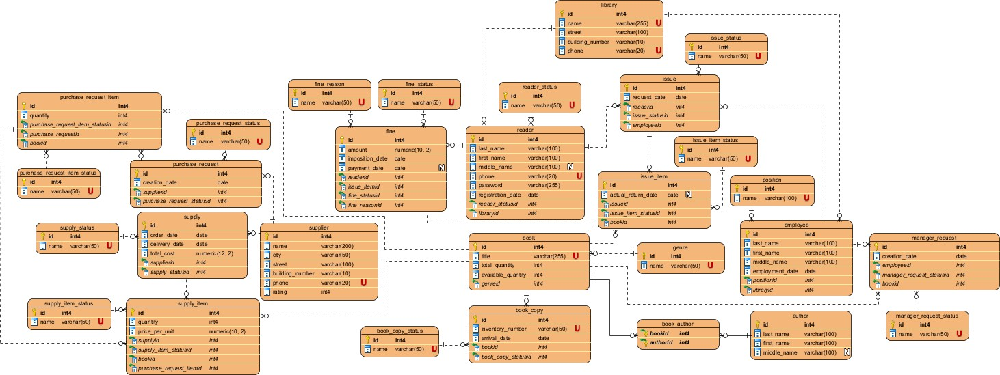 library
id int4
name varchar(255) U
street varchar(100)
building_number varchar(10)
phone varchar(20) U
issue_status
id int4
name varchar(50) U
issue
id int4
request_date date
readerid int4
issue_statusid int4
employeeid int4
fine_reason
id int4
name varchar(50) U
fine_status
id int4
name varchar(50) U
reader_status
id int4
name varchar(50) U
purchase_request_item
id int4
quantity int4
purchase_request_item_statusid int4
purchase_requestid int4
bookid int4
purchase_request_status
id int4
name varchar(50) U
fine
id int4
amount numeric(10, 2)
imposition_date date
payment_date date N
readerid int4
issue_itemid int4
fine_statusid int4
fine_reasonid int4
reader
id int4
last_name varchar(100)
first_name varchar(100)
middle_name varchar(100) N
phone varchar(20) U
password varchar(255)
registration_date date
reader_statusid int4
libraryid int4
issue_item_status
id int4
name varchar(50) U
purchase_request_item_status
id int4
name varchar(50) U
purchase_request
id int4
creation_date date
supplierid int4
purchase_request_statusid int4
issue_item
id int4
actual_return_date date N
issueid int4
issue_item_statusid int4
bookid int4
position
id int4
name varchar(100) U
supply_status
id int4
name varchar(50) U
supply
id int4
order_date date
delivery_date date
total_cost numeric(12, 2)
supplierid int4
supply_statusid int4
supplier
id int4
name varchar(200)
city varchar(50)
street varchar(100)
building_number varchar(10)
phone varchar(20) U
rating int4
book
id int4
title varchar(255) U
total_quantity int4
available_quantity int4
genreid int4
genre
id int4
name varchar(50) U
employee
id int4
last_name varchar(100)
first_name varchar(100)
middle_name varchar(100)
employment_date date
positionid int4
libraryid int4
manager_request
id int4
creation_date date
employeeid int4
manager_request_statusid int4
bookid int4
supply_item_status
id int4
name varchar(50) U
supply_item
id int4
quantity int4
price_per_unit numeric(10, 2)
supplyid int4
supply_item_statusid int4
bookid int4
purchase_request_itemid int4
book_copy_status
id int4
name varchar(50) U
book_copy
id int4
inventory_number varchar(50) U
arrival_date date
bookid int4
book_copy_statusid int4
book_author
bookid int4
authorid int4
author
id int4
last_name varchar(100)
first_name varchar(100)
middle_name varchar(100) N
manager_request_status
id int4
name varchar(50) U